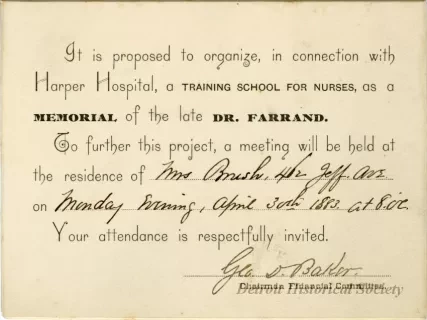 It is proposed to organize, in connection with
Harper Hospital, a TRAINING SCHOOL FOR NURSES, as a
MEMORIAL of the late DR. FARRAND.
To further this project, a meeting will be held at
the residence of Mrs Brush, 462 Jeff. Ave
on Monday Evening, April 30th 1883. at 8.o'c
Your attendance is respectfully invited.
Geo. D. Baker.
Chairman Financial Committee.
Detroit Historical Society